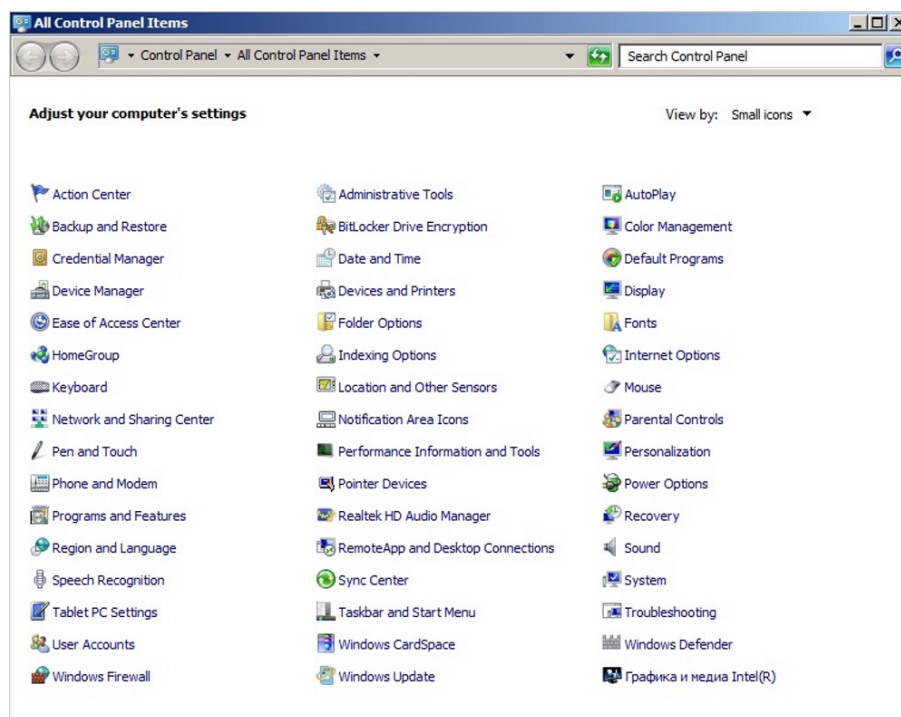 All Control Panel Items
Control Panel All Control Panel Items Search Control Panel
Adjust your computer's settings View by: Small icons
Action Center Administrative Tools AutoPlay
Backup and Restore BitLocker Drive Encryption Color Management
Credential Manager Date and Time Default Programs
Device Manager Devices and Printers Display
Ease of Access Center Folder Options Fonts
HomeGroup Indexing Options Internet Options
Keyboard Location and Other Sensors Mouse
Network and Sharing Center Notification Area Icons Parental Controls
Pen and Touch Performance Information and Tools Personalization
Phone and Modem Pointer Devices Power Options
Programs and Features Realtek HD Audio Manager Recovery
Region and Language RemoteApp and Desktop Connections Sound
Speech Recognition Sync Center System
Tablet PC Settings Taskbar and Start Menu Troubleshooting
User Accounts Windows CardSpace Windows Defender
Windows Firewall Windows Update Графика и медиа Intel(R)